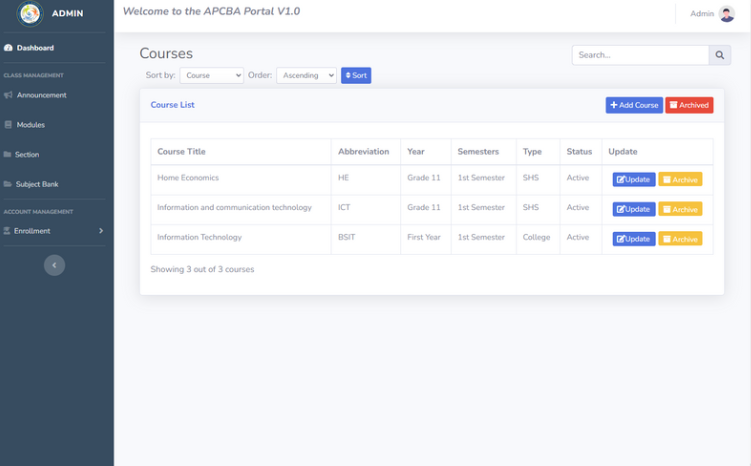 ADMIN
Welcome to the APCBA Portal V1.0
Admin
Dashboard
CLASS MANAGEMENT
Announcement
Modules
Section
Subject Bank
ACCOUNT MANAGEMENT
Enrollment
Courses
Search...
Sort by: Course Order: Ascending Sort
Course List
Add Course Archived
Course Title Abbreviation Year Semesters Type Status Update
Home Economics HE Grade 11 1st Semester SHS Active Update Archive
Information and communication technology ICT Grade 11 1st Semester SHS Active Update Archive
Information Technology BSIT First Year 1st Semester College Active Update Archive
Showing 3 out of 3 courses